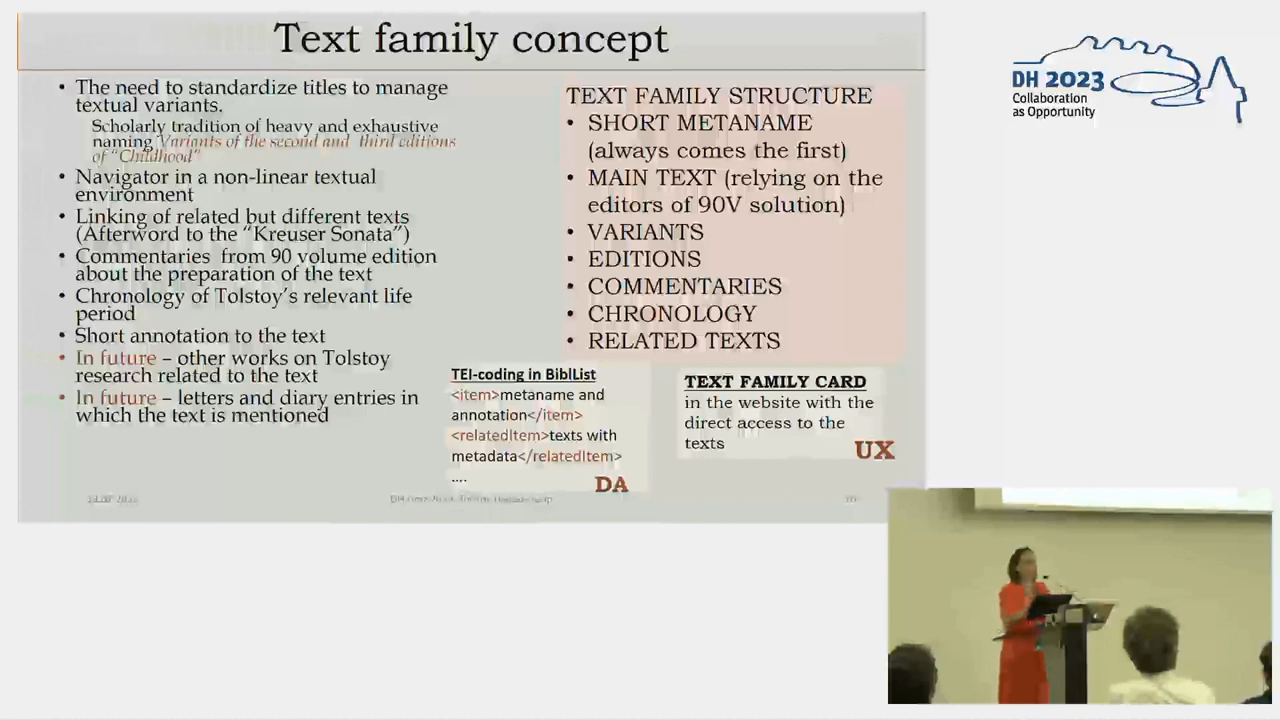 Text family concept
The need to standardize titles to manage
textual variants.
Scholarly tradition of heavy and exhaustive
naming Variants of the second and third editions
of "Childhood"
Navigator in a non-linear textual
environment
Linking of related but different texts
(Afterword to the "Kreuser Sonata")
Commentaries from 90 volume edition
about the preparation of the text
Chronology of Tolstoy's relevant life
period
Short annotation to the text
In future – other works on Tolstoy
research related to the text
In future – letters and diary entries in
which the text is mentioned
TEXT FAMILY STRUCTURE
SHORT METANAME
(always comes the first)
MAIN TEXT (relying on the
editors of 90V solution)
VARIANTS
EDITIONS
COMMENTARIES
CHRONOLOGY
RELATED TEXTS
TEI-coding in BiblList
<item>metaname and
annotation</item>
<relatedItem>texts with
metadata</relatedItem>
....
DA
TEXT FAMILY CARD
in the website with the
direct access to the
texts
UX
DH 2023
Collaboration
as Opportunity